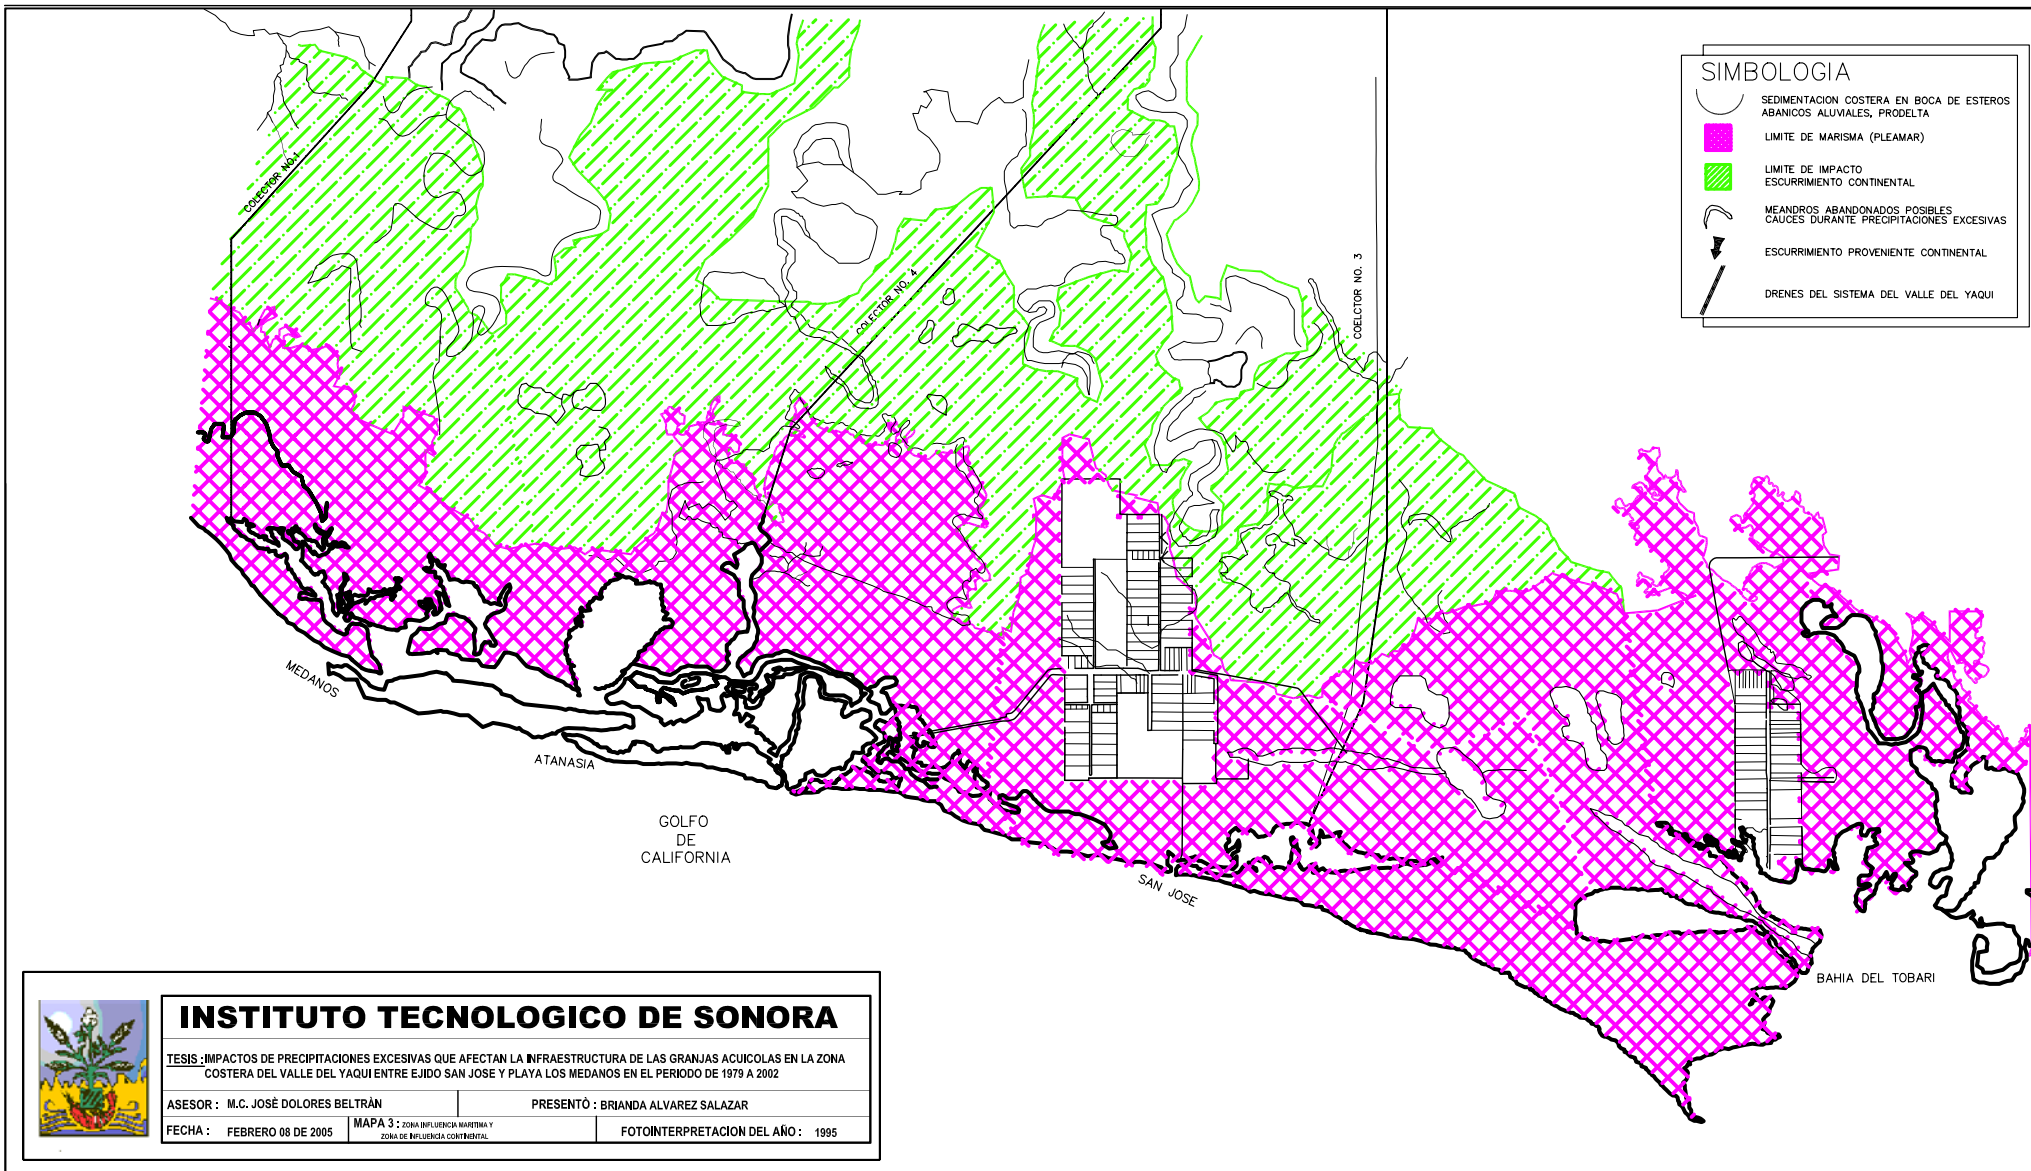 SIMBOLOGIA
SEDIMENTACION COSTERA EN BOCA DE ESTEROS
ABANICOS ALUVIALES, PRODELTA
LIMITE DE MARISMA (PLEAMAR)
LIMITE DE IMPACTO
ESCURRIMIENTO CONTINENTAL
MEANDROS ABANDONADOS POSIBLES
CAUCES DURANTE PRECIPITACIONES EXCESIVAS
ESCURRIMIENTO PROVENIENTE CONTINENTAL
DRENES DEL SISTEMA DEL VALLE DEL YAQUI
COLECTOR NO.1
COLECTOR NO. 4
COELCTOR NO. 3
MEDANOS
ATANASIA
GOLFO
DE
CALIFORNIA
SAN JOSE
BAHIA DEL TOBARI
INSTITUTO TECNOLOGICO DE SONORA
TESIS : IMPACTOS DE PRECIPITACIONES EXCESIVAS QUE AFECTAN LA INFRAESTRUCTURA DE LAS GRANJAS ACUICOLAS EN LA ZONA
COSTERA DEL VALLE DEL YAQUI ENTRE EJIDO SAN JOSE Y PLAYA LOS MEDANOS EN EL PERIODO DE 1979 A 2002
ASESOR : M.C. JOSÈ DOLORES BELTRÀN
PRESENTÒ : BRIANDA ALVAREZ SALAZAR
FECHA : FEBRERO 08 DE 2005
MAPA 3 : ZONA INFLUENCIA MARITIMA Y
ZONA DE INFLUENCIA CONTINENTAL
FOTOINTERPRETACION DEL AÑO : 1995